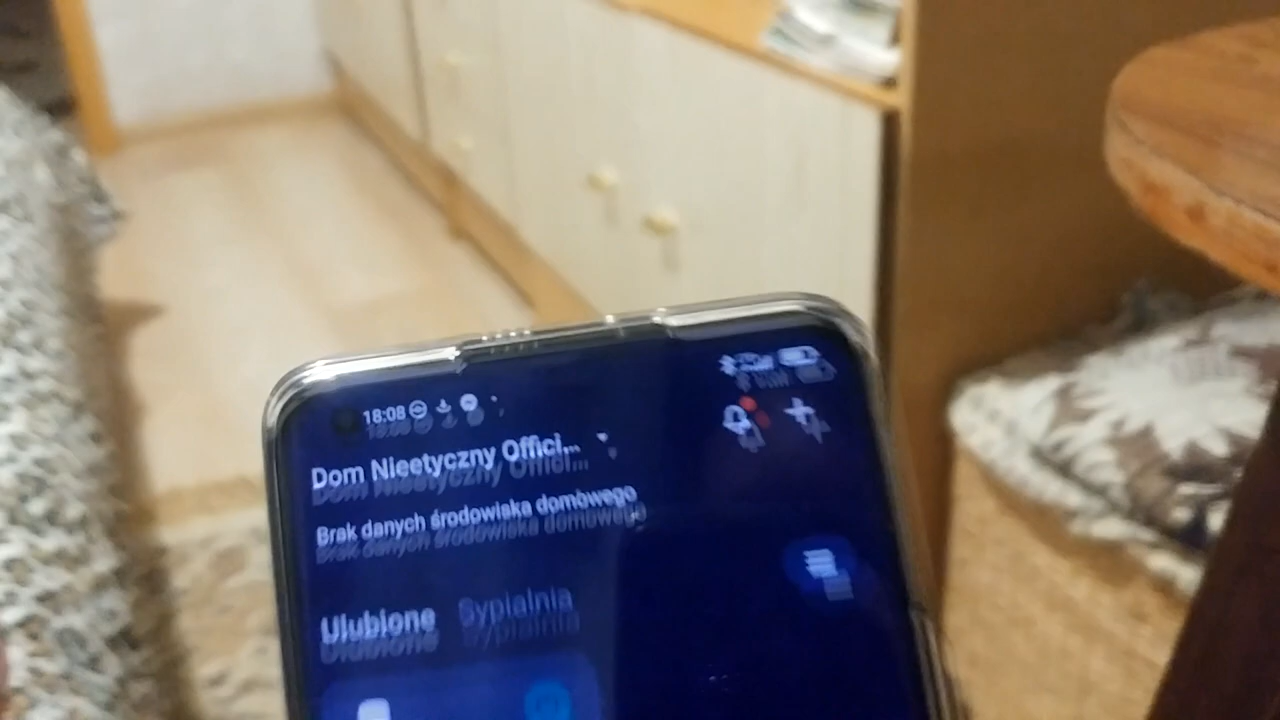 18:08
Dom Nieetyczny Offici...
Brak danych środowiska domowego
Ulubione Sypialnia